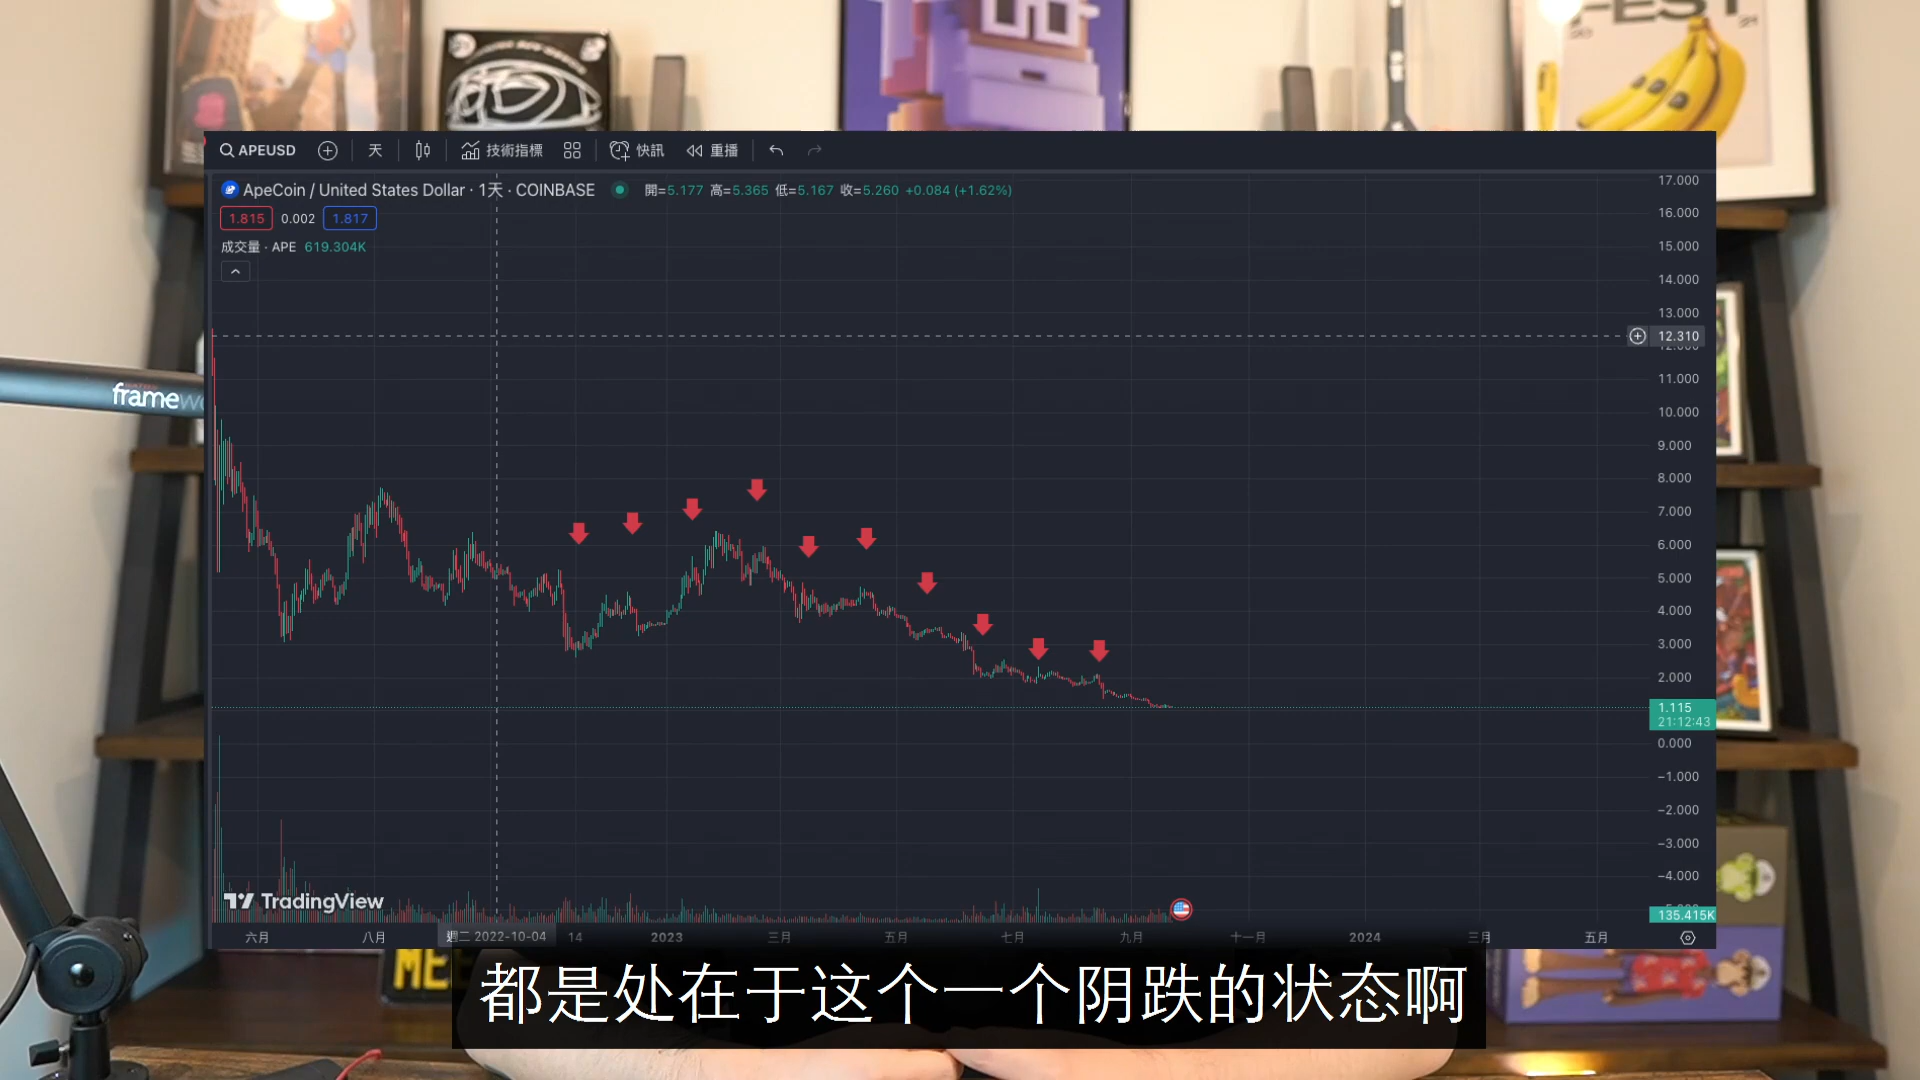 FEST
20
21
APEUSD
天
技術指標
快訊
重播
ApeCoin / United States Dollar · 1天 · COINBASE
開=5.177 高=5.365 低=5.167 收=5.260 +0.084 (+1.62%)
1.815
0.002
1.817
成交量 · APE 619.304K
17.000
16.000
15.000
14.000
13.000
12.310
12.000
11.000
10.000
9.000
8.000
7.000
6.000
5.000
4.000
3.000
2.000
1.115
21:12:43
0.000
−1.000
−2.000
−3.000
−4.000
135.415K
framewo
TradingView
六月
八月
週二 2022-10-04
14
2023
三月
五月
七月
九月
十一月
2024
三月
五月
MEE
都是处在于这个一个阴跌的状态啊